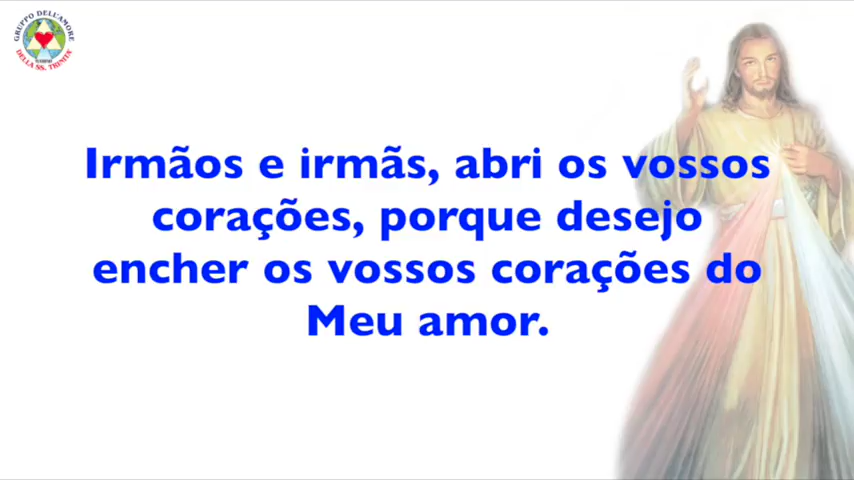 GRUPPO DELL'AMORE
DELLA SS. TRINITÀ
Irmãos e irmãs, abri os vossos
corações, porque desejo
encher os vossos corações do
Meu amor.